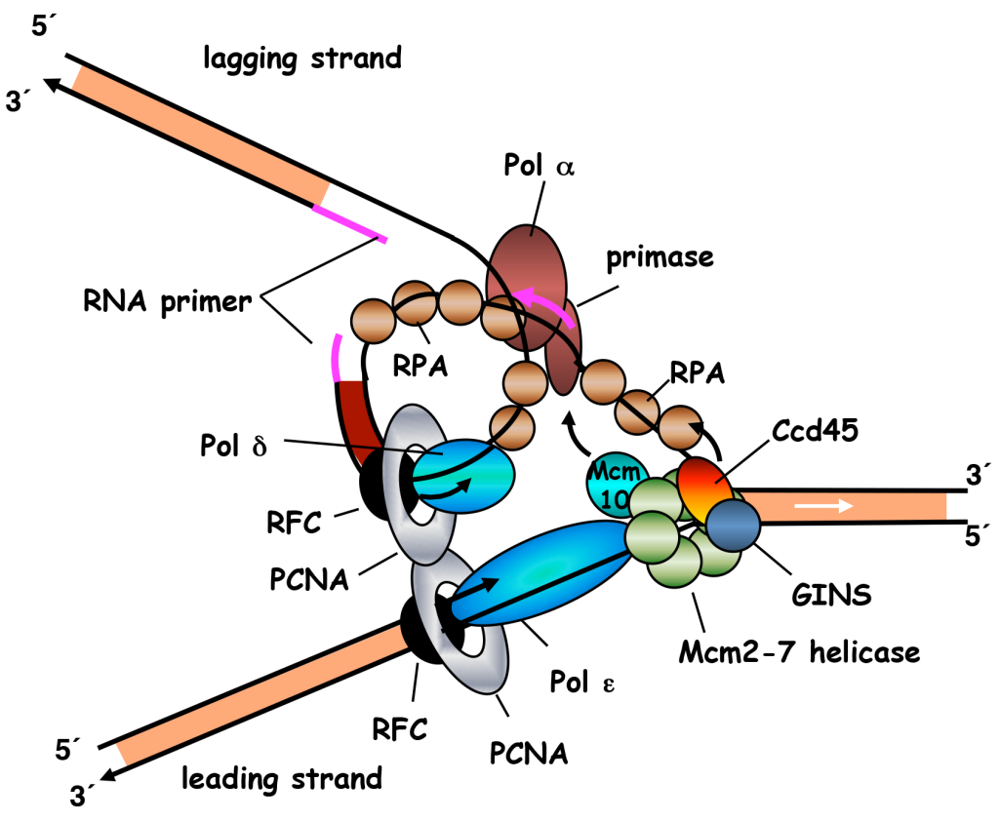 5´
lagging strand
3´
Pol α
primase
RNA primer
RPA
RPA
Ccd45
Pol δ
Mcm
10
3´
RFC
5´
PCNA
GINS
Mcm2-7 helicase
Pol ε
RFC
5´
PCNA
leading strand
3´